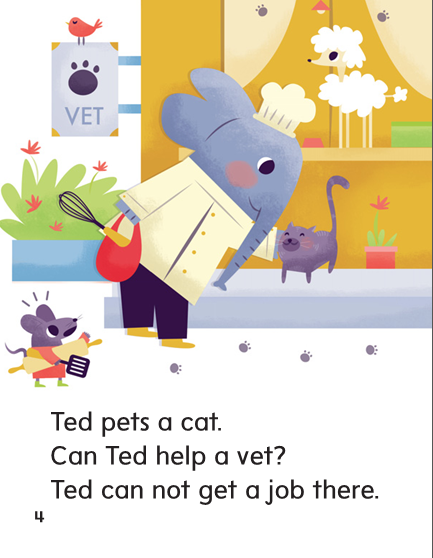 VET
Ted pets a cat.
Can Ted help a vet?
Ted can not get a job there.
4